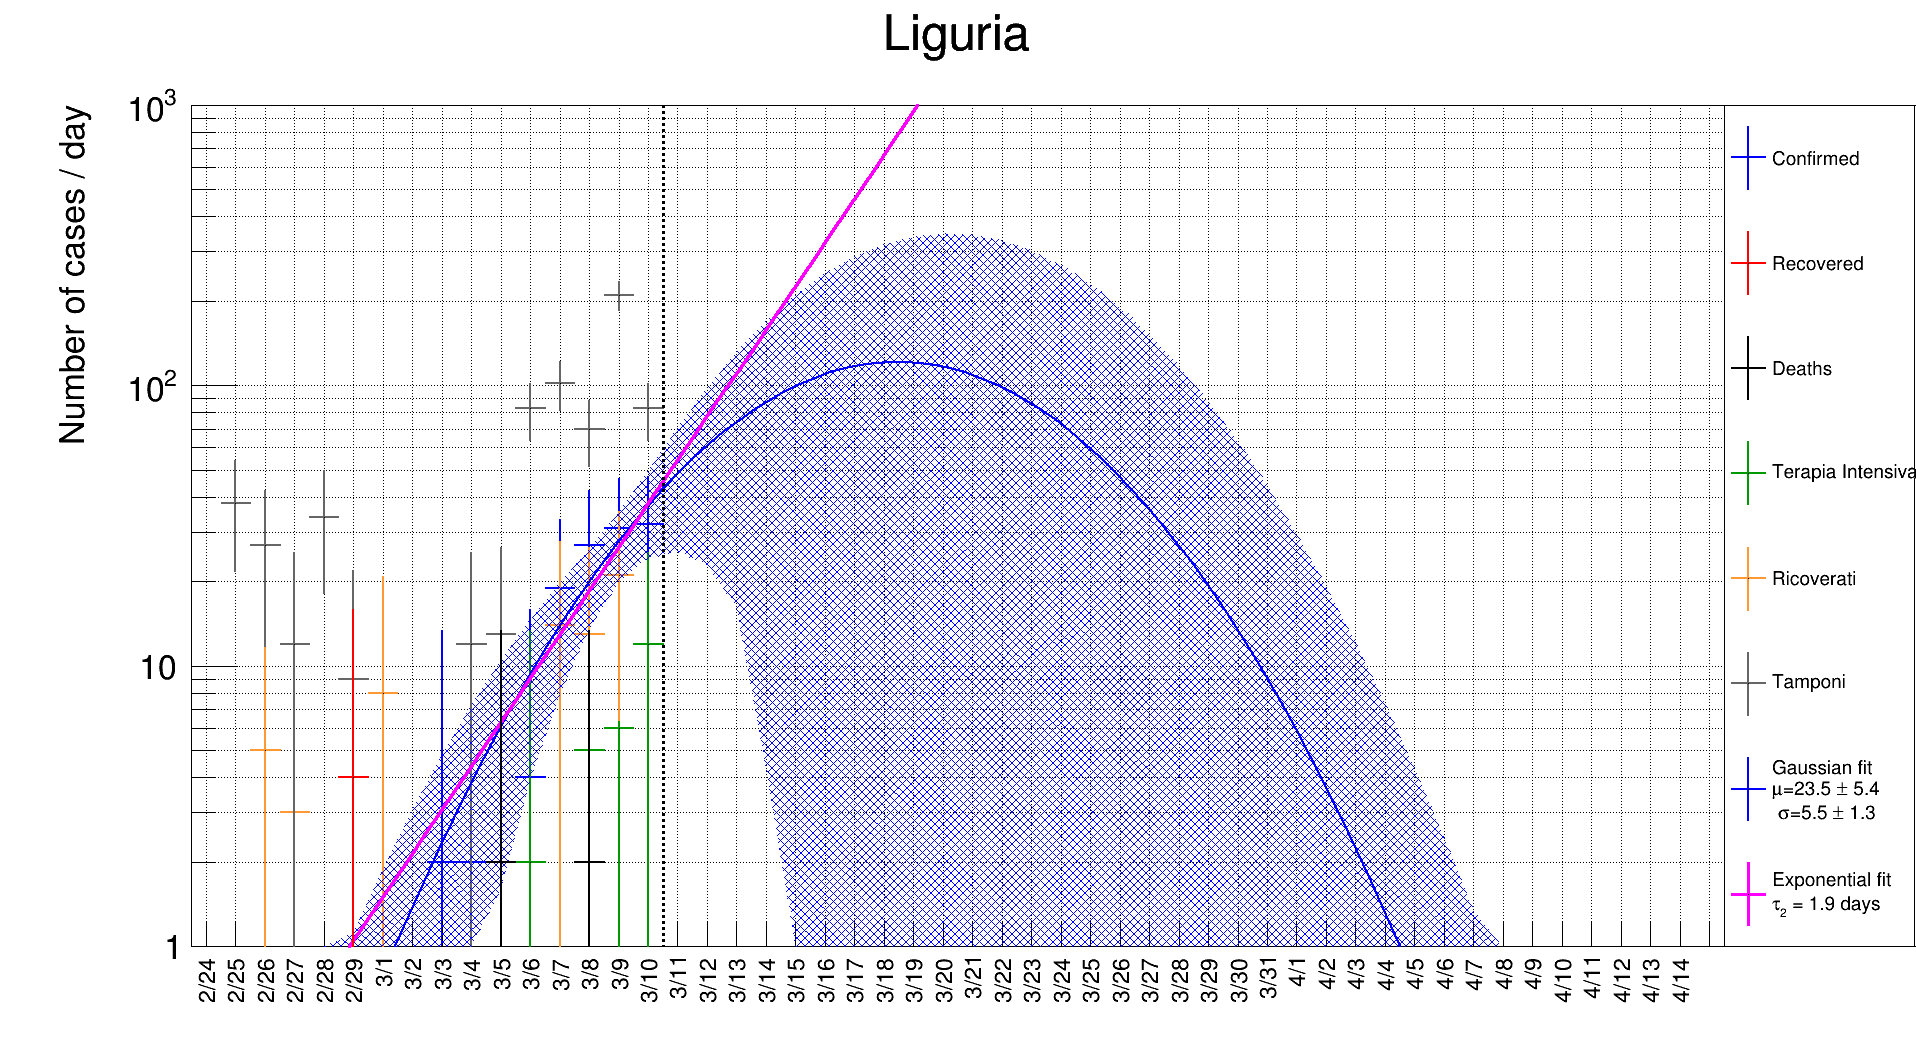 Liguria
Number of cases / day
10³
10²
10
1
2/24 2/25 2/26 2/27 2/28 2/29 3/1 3/2 3/3 3/4 3/5 3/6 3/7 3/8 3/9 3/10 3/11 3/12 3/13 3/14 3/15 3/16 3/17 3/18 3/19 3/20 3/21 3/22 3/23 3/24 3/25 3/26 3/27 3/28 3/29 3/30 3/31 4/1 4/2 4/3 4/4 4/5 4/6 4/7 4/8 4/9 4/10 4/11 4/12 4/13 4/14
Confirmed
Recovered
Deaths
Terapia Intensiva
Ricoverati
Tamponi
Gaussian fit
μ=23.5 ± 5.4
σ=5.5 ± 1.3
Exponential fit
τ₂ = 1.9 days